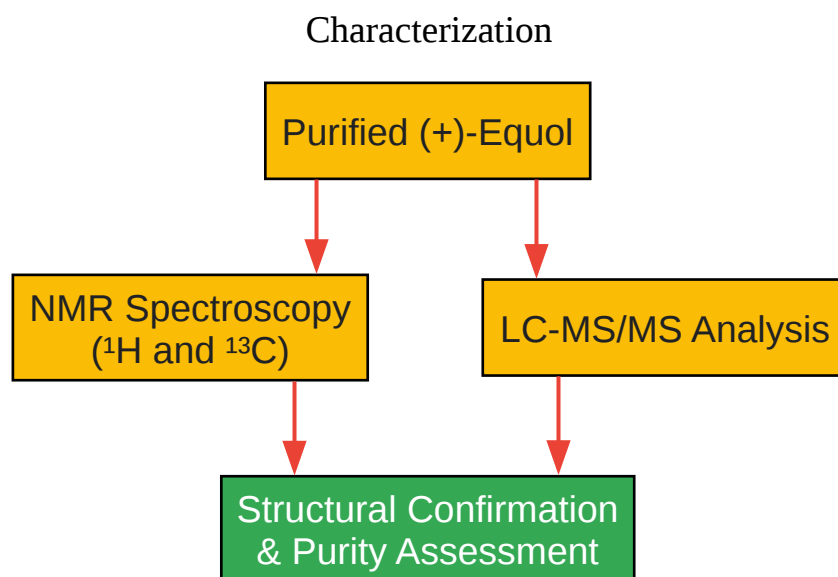 Characterization
Purified (+)-Equol
NMR Spectroscopy
(¹H and ¹³C)
LC-MS/MS Analysis
Structural Confirmation
& Purity Assessment